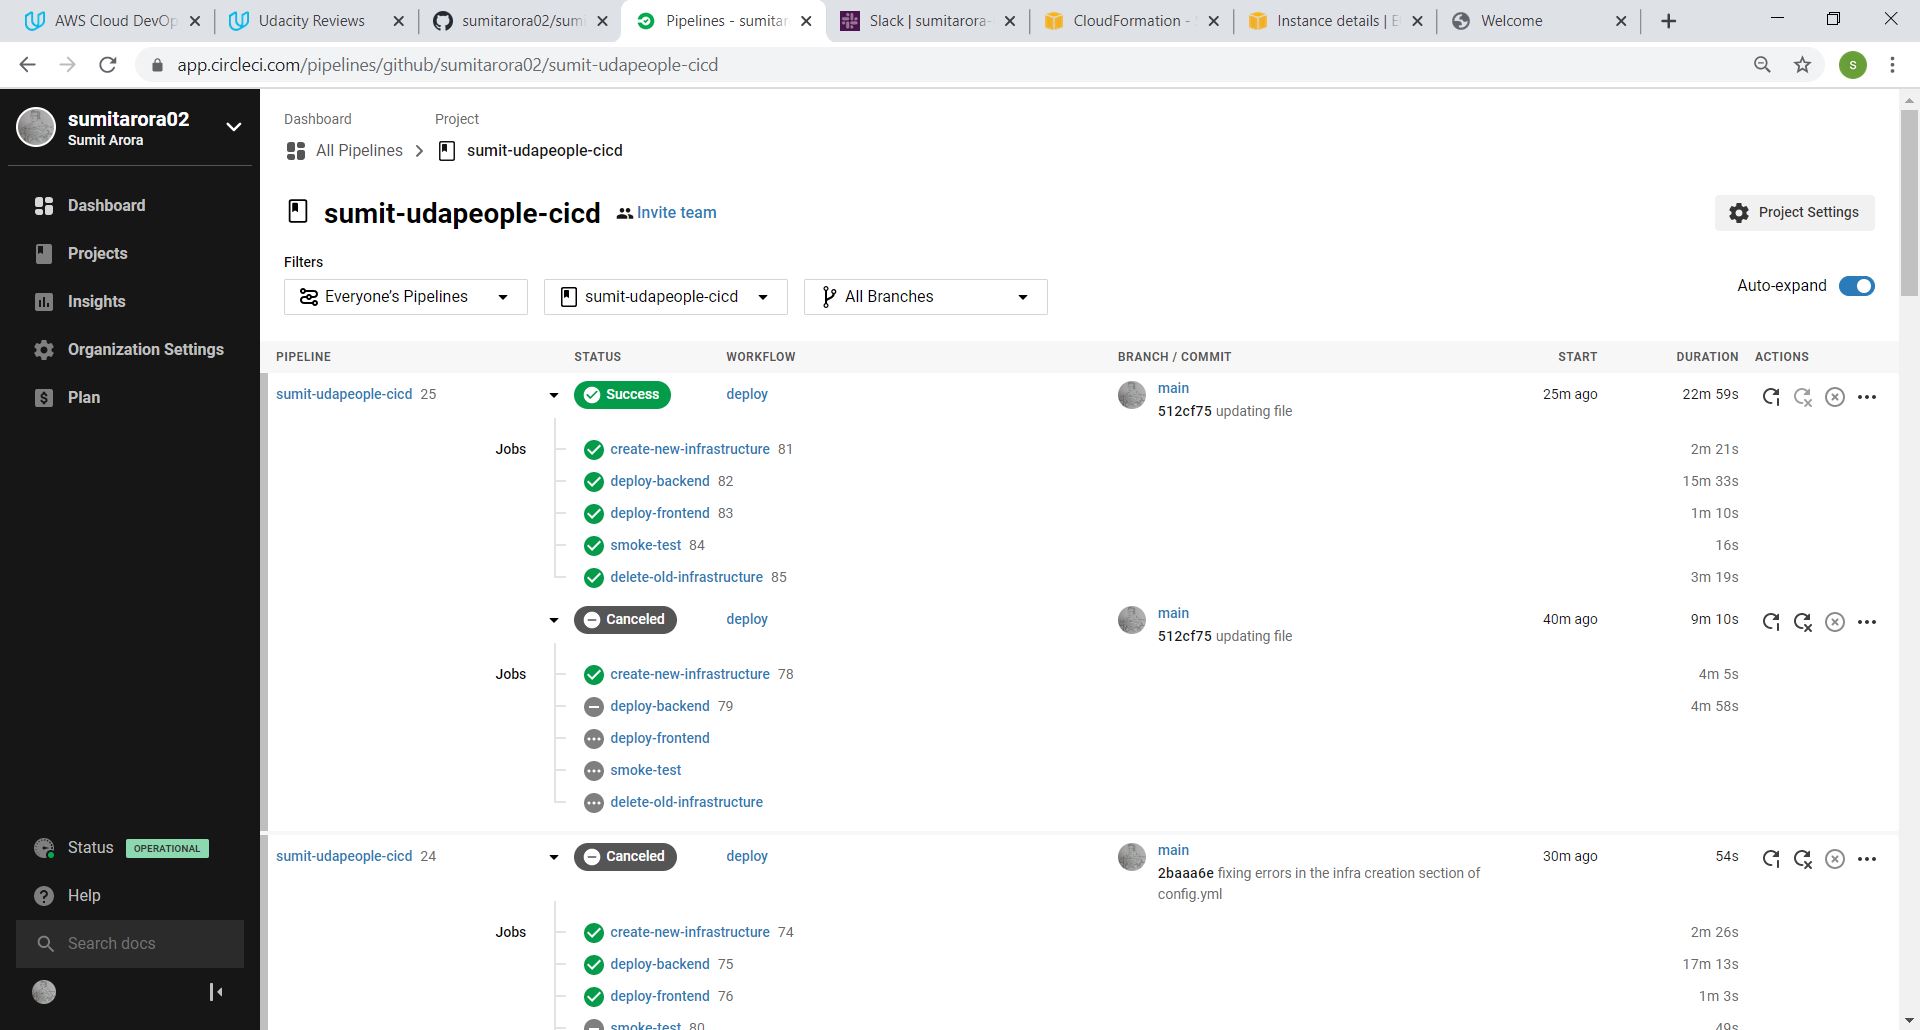 AWS Cloud DevOp
Udacity Reviews
sumitarora02/sumi
Pipelines - sumitar
Slack | sumitarora-
CloudFormation -
Instance details | E
Welcome
app.circleci.com/pipelines/github/sumitarora02/sumit-udapeople-cicd
s
sumitarora02
Sumit Arora
Dashboard
Projects
Insights
Organization Settings
Plan
Status OPERATIONAL
Help
Search docs
Dashboard Project
All Pipelines sumit-udapeople-cicd
sumit-udapeople-cicd Invite team
Project Settings
Filters
Everyone's Pipelines sumit-udapeople-cicd All Branches
Auto-expand
PIPELINE STATUS WORKFLOW BRANCH / COMMIT START DURATION ACTIONS
sumit-udapeople-cicd 25 Success deploy main 25m ago 22m 59s
512cf75 updating file
Jobs create-new-infrastructure 81 2m 21s
deploy-backend 82 15m 33s
deploy-frontend 83 1m 10s
smoke-test 84 16s
delete-old-infrastructure 85 3m 19s
Canceled deploy main 40m ago 9m 10s
512cf75 updating file
Jobs create-new-infrastructure 78 4m 5s
deploy-backend 79 4m 58s
deploy-frontend
smoke-test
delete-old-infrastructure
sumit-udapeople-cicd 24 Canceled deploy main 30m ago 54s
2baaa6e fixing errors in the infra creation section of
config.yml
Jobs create-new-infrastructure 74 2m 26s
deploy-backend 75 17m 13s
deploy-frontend 76 1m 3s
smoke-test 80 49s